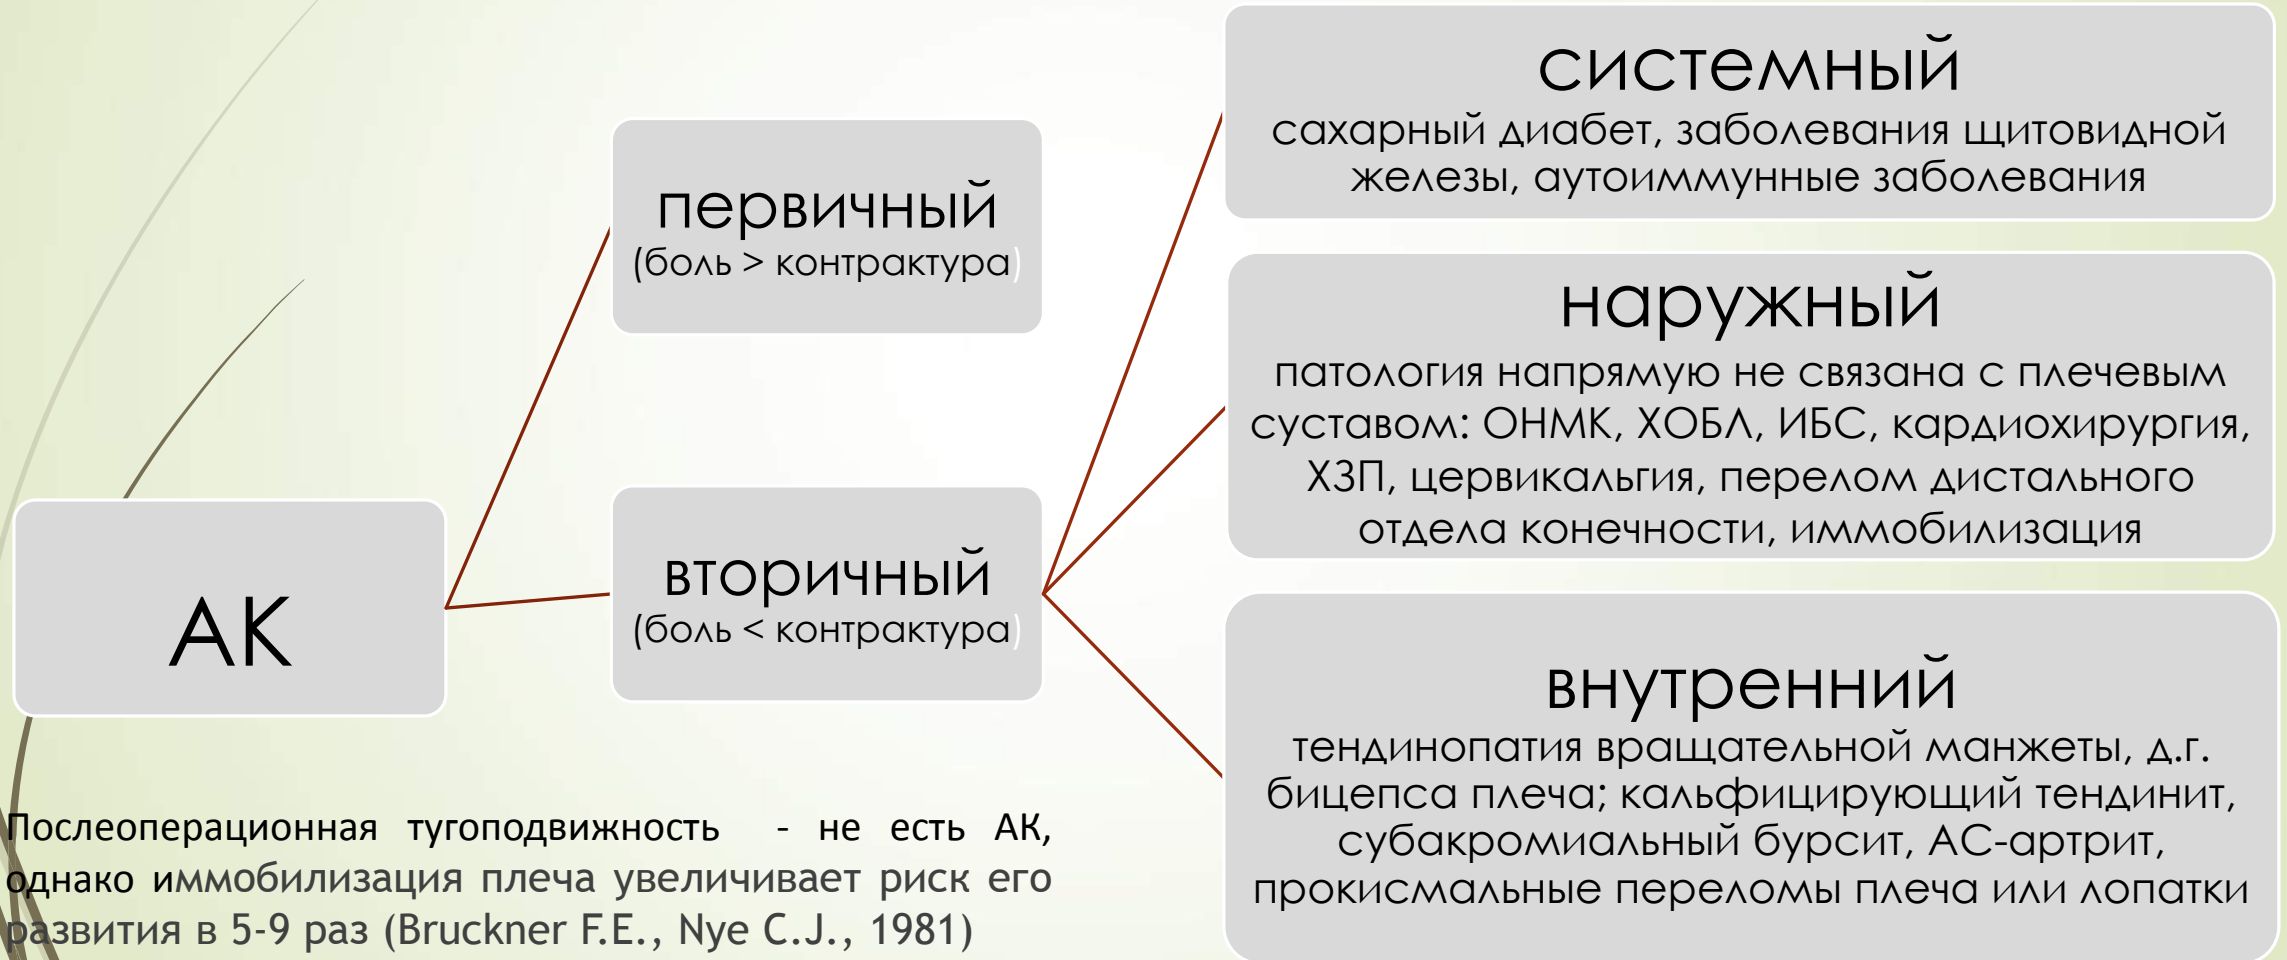 системный
сахарный диабет, заболевания щитовидной
железы, аутоиммунные заболевания
первичный
(боль > контрактура)
наружный
патология напрямую не связана с плечевым
суставом: ОНМК, ХОБЛ, ИБС, кардиохирургия,
ХЗП, цервикальгия, перелом дистального
отдела конечности, иммобилизация
АК
вторичный
(боль < контрактура)
внутренний
тендинопатия вращательной манжеты, д.г.
бицепса плеча; кальфицирующий тендинит,
субакромиальный бурсит, АС-артрит,
прокисмальные переломы плеча или лопатки
Послеоперационная тугоподвижность - не есть АК,
однако иммобилизация плеча увеличивает риск его
развития в 5-9 раз (Bruckner F.E., Nye C.J., 1981)